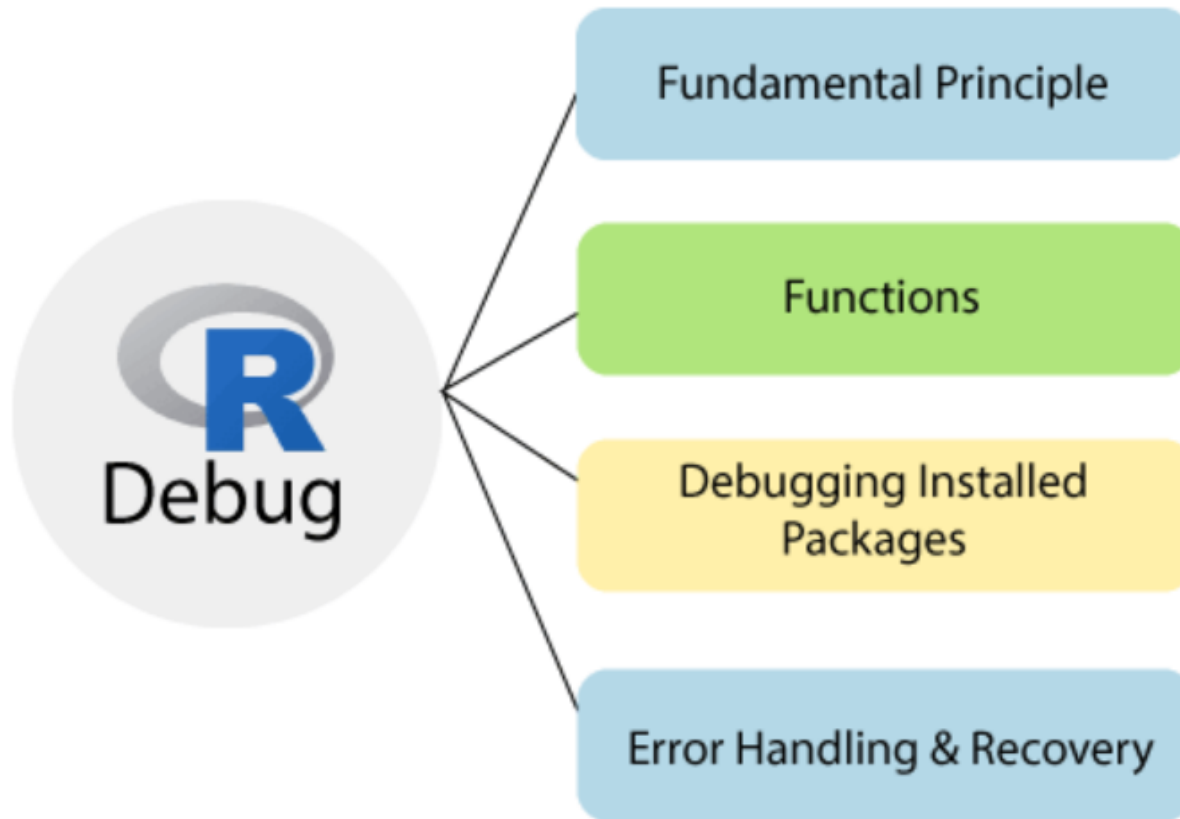 R
Debug
Fundamental Principle
Functions
Debugging Installed
Packages
Error Handling & Recovery